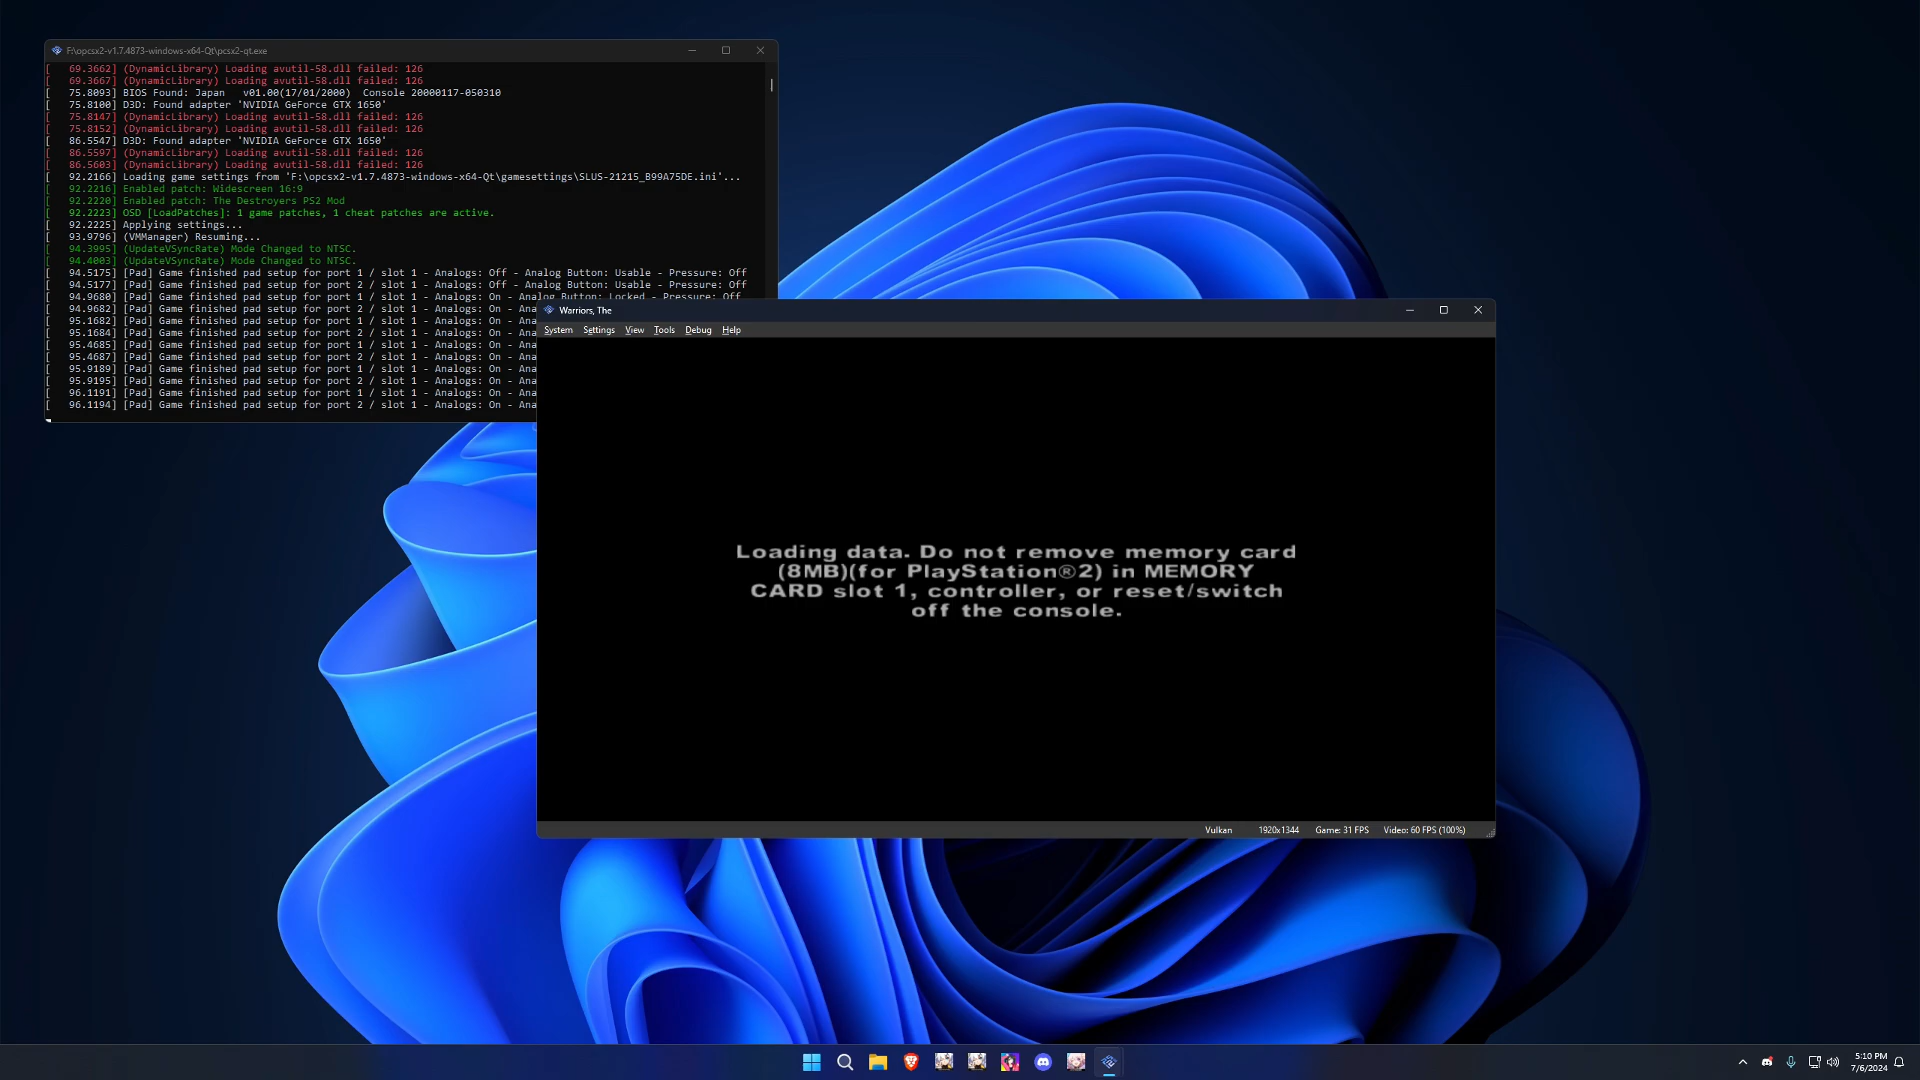 F:\opcsx2-v1.7.4873-windows-x64-Qt\pcsx2-qt.exe
[   69.3662] (DynamicLibrary) Loading avutil-58.dll failed: 126
[   69.3667] (DynamicLibrary) Loading avutil-58.dll failed: 126
[   75.8093] BIOS Found: Japan   v01.00(17/01/2000)  Console 20000117-050310
[   75.8100] D3D: Found adapter 'NVIDIA GeForce GTX 1650'
[   75.8147] (DynamicLibrary) Loading avutil-58.dll failed: 126
[   75.8152] (DynamicLibrary) Loading avutil-58.dll failed: 126
[   86.5547] D3D: Found adapter 'NVIDIA GeForce GTX 1650'
[   86.5597] (DynamicLibrary) Loading avutil-58.dll failed: 126
[   86.5603] (DynamicLibrary) Loading avutil-58.dll failed: 126
[   92.2166] Loading game settings from 'F:\opcsx2-v1.7.4873-windows-x64-Qt\gamesettings\SLUS-21215_B99A75DE.ini'...
[   92.2216] Enabled patch: Widescreen 16:9
[   92.2220] Enabled patch: The Destroyers PS2 Mod
[   92.2223] OSD [LoadPatches]: 1 game patches, 1 cheat patches are active.
[   92.2225] Applying settings...
[   93.9796] (VMManager) Resuming...
[   94.3995] (UpdateVSyncRate) Mode Changed to NTSC.
[   94.4003] (UpdateVSyncRate) Mode Changed to NTSC.
[   94.5175] [Pad] Game finished pad setup for port 1 / slot 1 - Analogs: Off - Analog Button: Usable - Pressure: Off
[   94.5177] [Pad] Game finished pad setup for port 2 / slot 1 - Analogs: Off - Analog Button: Usable - Pressure: Off
[   94.9680] [Pad] Game finished pad setup for port 1 / slot 1 - Analogs: On - Analog Button: Locked - Pressure: Off
[   94.9682] [Pad] Game finished pad setup for port 2 / slot 1 - Analogs: On - Ana
[   95.1682] [Pad] Game finished pad setup for port 1 / slot 1 - Analogs: On - Ana
[   95.1684] [Pad] Game finished pad setup for port 2 / slot 1 - Analogs: On - Ana
[   95.4685] [Pad] Game finished pad setup for port 1 / slot 1 - Analogs: On - Ana
[   95.4687] [Pad] Game finished pad setup for port 2 / slot 1 - Analogs: On - Ana
[   95.9189] [Pad] Game finished pad setup for port 1 / slot 1 - Analogs: On - Ana
[   95.9195] [Pad] Game finished pad setup for port 2 / slot 1 - Analogs: On - Ana
[   96.1191] [Pad] Game finished pad setup for port 1 / slot 1 - Analogs: On - Ana
[   96.1194] [Pad] Game finished pad setup for port 2 / slot 1 - Analogs: On - Ana
Warriors, The
System Settings View Tools Debug Help
Loading data. Do not remove memory card
(8MB)(for PlayStation®2) in MEMORY
CARD slot 1, controller, or reset/switch
off the console.
Vulkan 1920x1344 Game: 31 FPS Video: 60 FPS (100%)
5:10 PM
7/6/2024